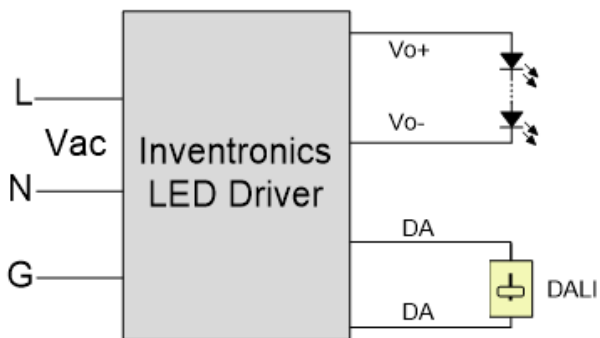 L
Vac
N
G
Inventronics
LED Driver
Vo+
Vo-
DA
DA
DALI